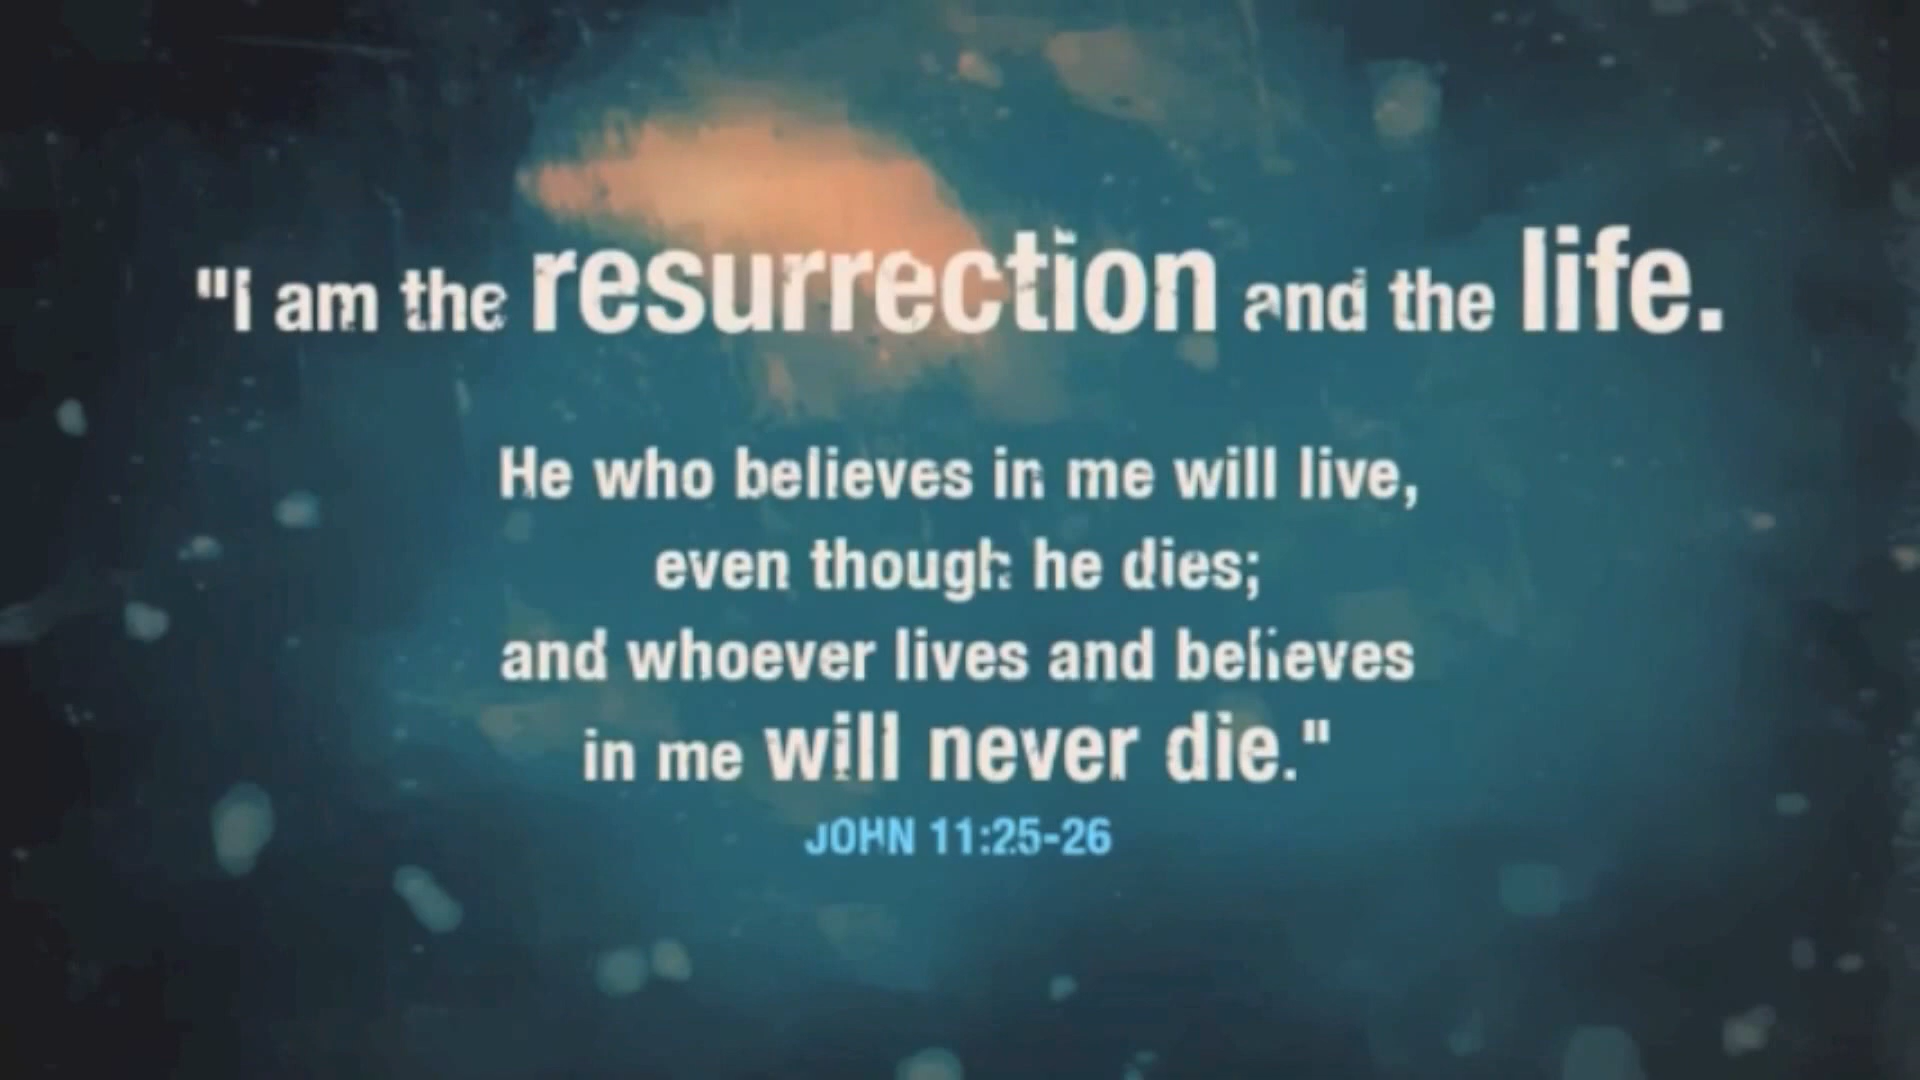 "I am the resurrection and the life.
He who believes in me will live,
even though he dies;
and whoever lives and believes
in me will never die."
JOHN 11:25-26